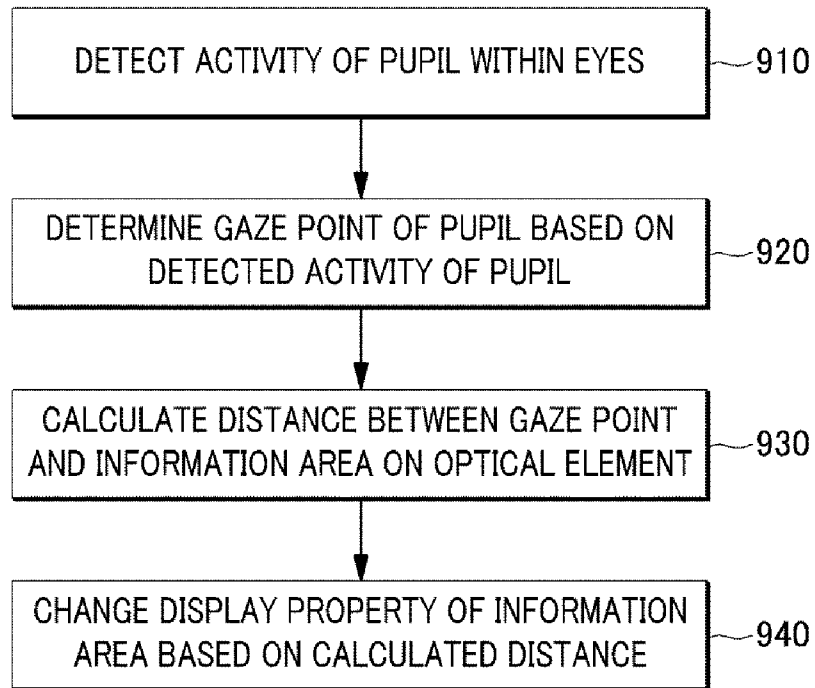 DETECT ACTIVITY OF PUPIL WITHIN EYES
910
DETERMINE GAZE POINT OF PUPIL BASED ON
DETECTED ACTIVITY OF PUPIL
920
CALCULATE DISTANCE BETWEEN GAZE POINT
AND INFORMATION AREA ON OPTICAL ELEMENT
930
CHANGE DISPLAY PROPERTY OF INFORMATION
AREA BASED ON CALCULATED DISTANCE
940